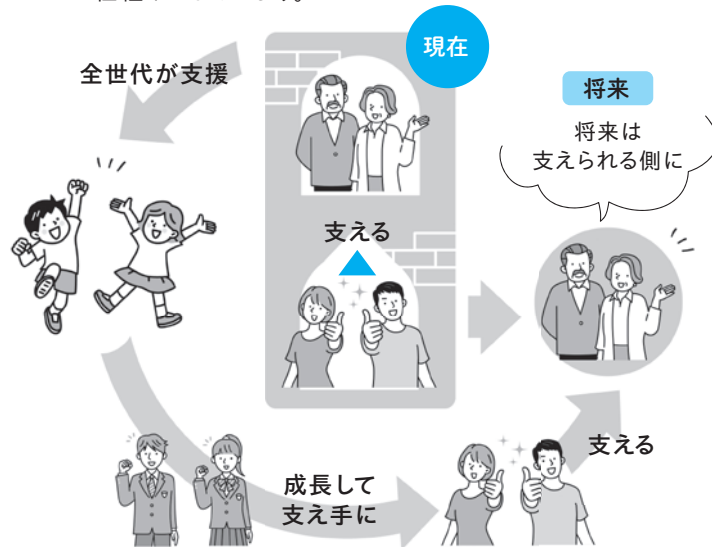 現在
全世代が支援
将来
将来は
支えられる側に
支える
支える
成長して
支え手に